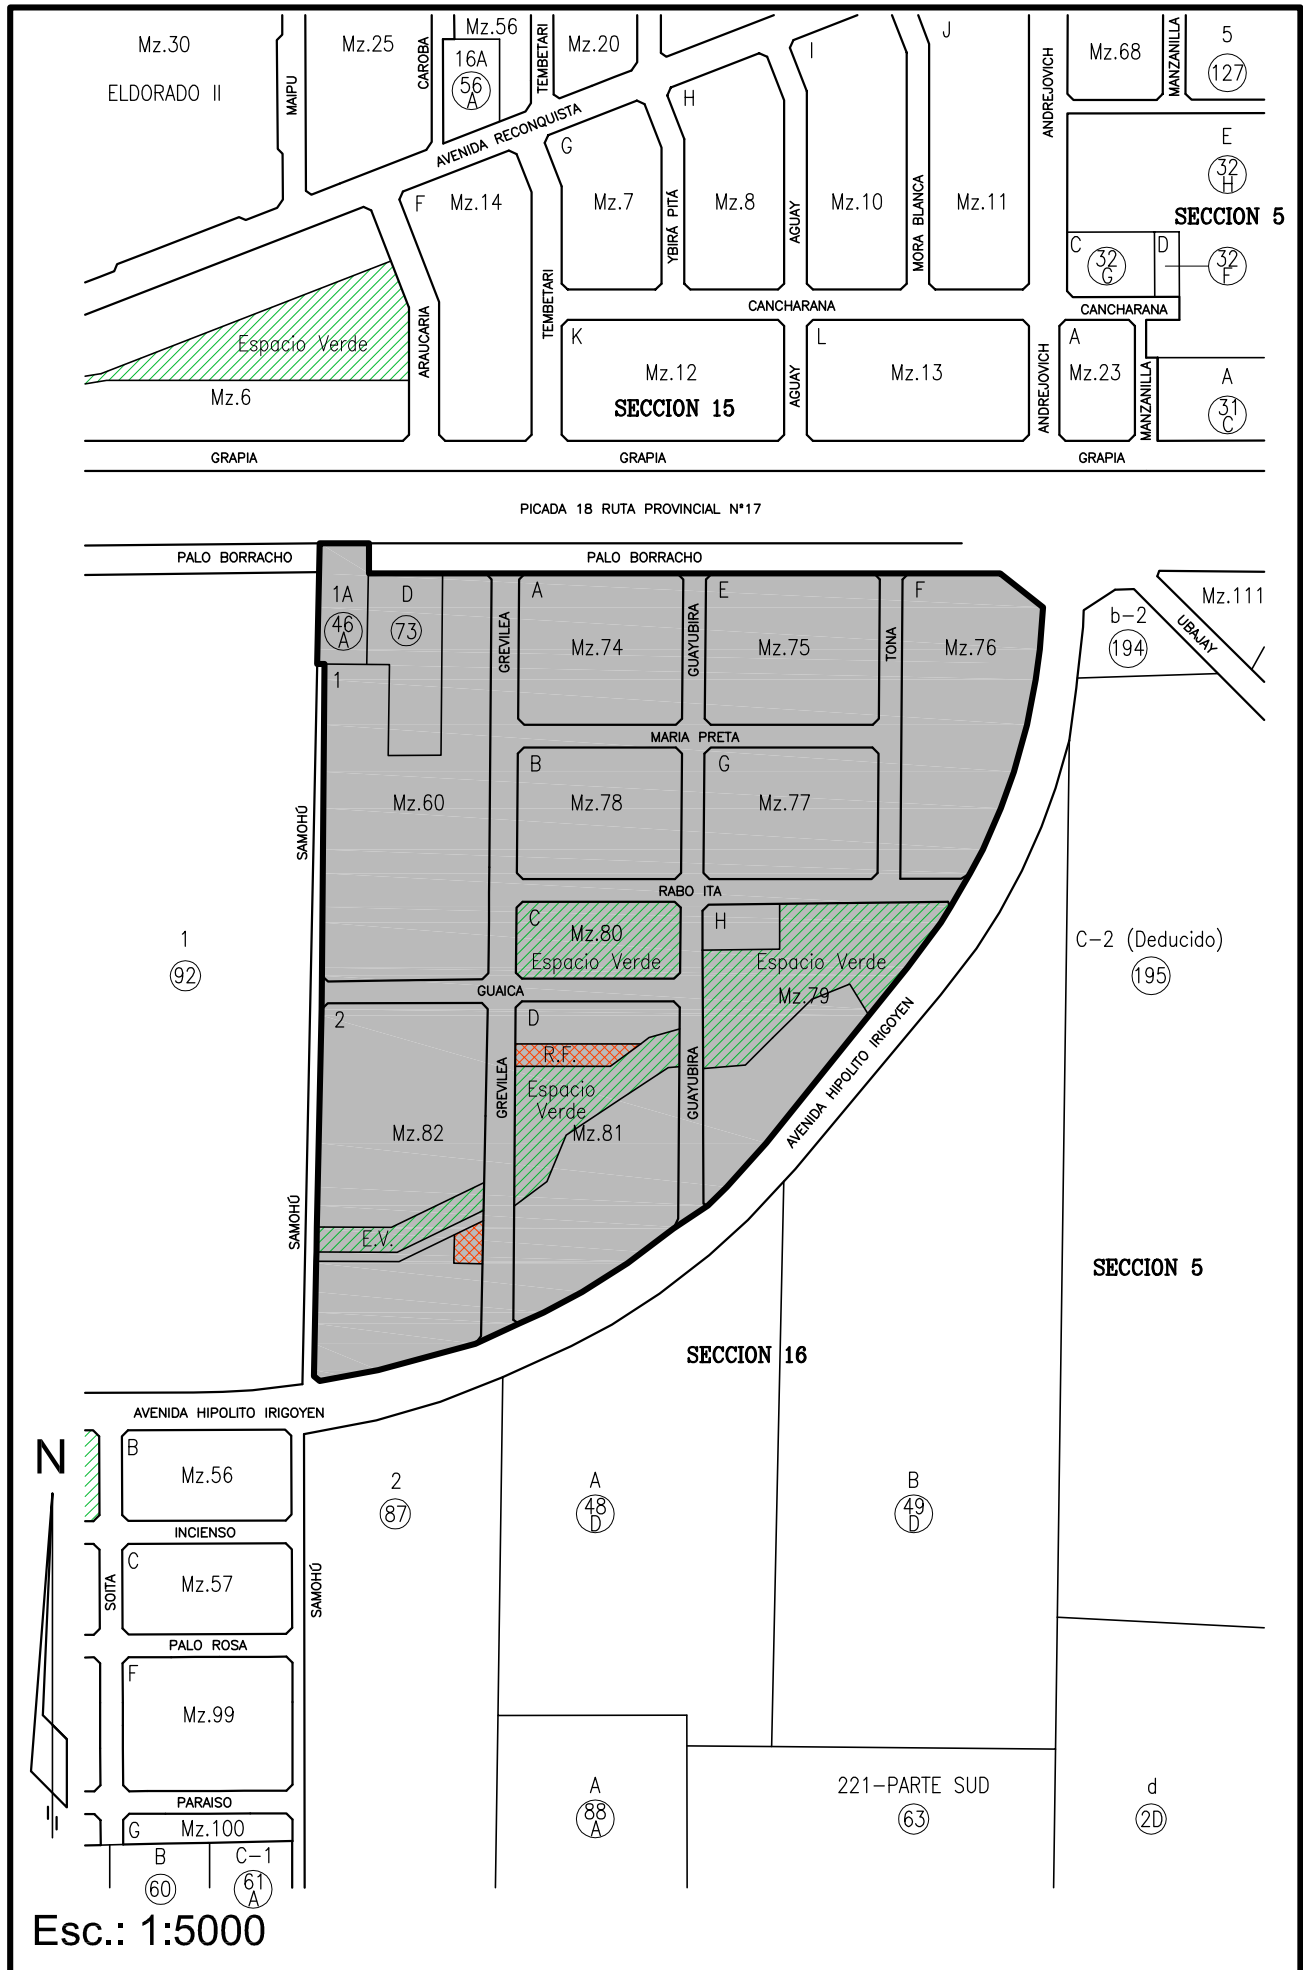 Mz.30
ELDORADO II
MAIPU
Mz.25
CAROBA
Mz.56
16A
56
A
TEMBETARI
Mz.20
AVENIDA RECONQUISTA
I
J
H
G
F
Mz.14
Mz.7
YBIRÁ PITÁ
Mz.8
AGUAY
Mz.10
MORA BLANCA
Mz.11
ANDREJOVICH
Mz.68
MANZANILLA
5
127
E
32
H
SECCION 5
C
32
G
D
32
F
CANCHARANA
CANCHARANA
Espacio Verde
Mz.6
ARAUCARIA
TEMBETARI
K
Mz.12
SECCION 15
AGUAY
L
Mz.13
ANDREJOVICH
A
Mz.23
MANZANILLA
A
31
C
GRAPIA
GRAPIA
GRAPIA
PICADA 18 RUTA PROVINCIAL N°17
PALO BORRACHO
PALO BORRACHO
1A
46
A
D
73
GREVILEA
A
Mz.74
GUAYUBIRA
E
Mz.75
TONA
F
Mz.76
b-2
194
UBAJAY
Mz.111
1
MARIA PRETA
B
Mz.78
G
Mz.77
Mz.60
SAMOHÚ
RABO ITA
C
Mz.80
Espacio Verde
H
Espacio Verde
Mz.79
1
92
C-2 (Deducido)
195
GUAICA
2
D
R.F.
Espacio
Verde
Mz.81
GREVILEA
GUAYUBIRA
AVENIDA HIPOLITO IRIGOYEN
Mz.82
SAMOHÚ
E.V.
SECCION 5
SECCION 16
AVENIDA HIPOLITO IRIGOYEN
N
B
Mz.56
INCIENSO
C
Mz.57
SOITA
SAMOHÚ
PALO ROSA
F
Mz.99
PARAISO
G
Mz.100
B
60
C-1
61
A
2
87
A
48
D
B
49
D
A
88
A
221-PARTE SUD
63
d
2D
Esc.: 1:5000